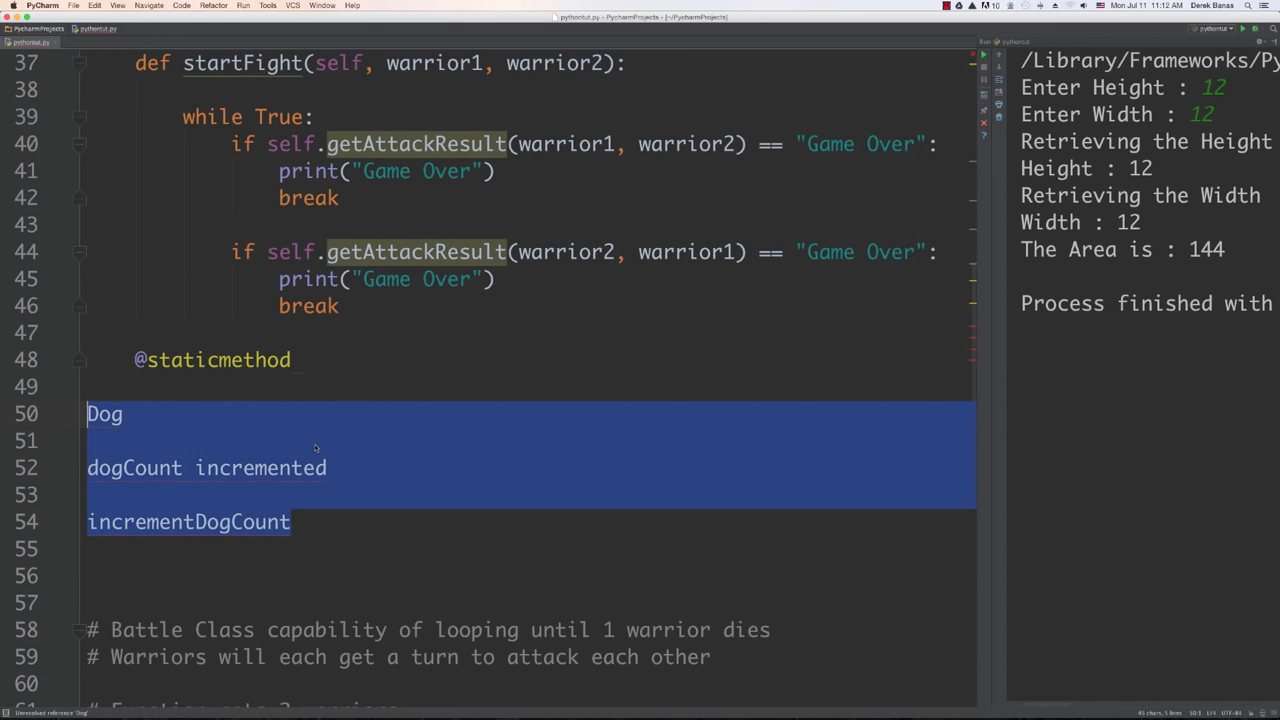 PyCharm File Edit View Navigate Code Refactor Run Tools VCS Window Help
10 Mon Jul 11 11:12 AM Derek Banas
pythontut.py - PyCharmProjects - [~/PycharmProjects]
PycharmProjects pythontut.py
pythontut
pythontut.py
Run pythontut
37 def startFight(self, warrior1, warrior2):
38
39 while True:
40 if self.getAttackResult(warrior1, warrior2) == "Game Over":
41 print("Game Over")
42 break
43
44 if self.getAttackResult(warrior2, warrior1) == "Game Over":
45 print("Game Over")
46 break
47
48 @staticmethod
49
50 Dog
51
52 dogCount incremented
53
54 incrementDogCount
55
56
57
58 # Battle Class capability of looping until 1 warrior dies
59 # Warriors will each get a turn to attack each other
60
/Library/Frameworks/Py
Enter Height : 12
Enter Width : 12
Retrieving the Height
Height : 12
Retrieving the Width
Width : 12
The Area is : 144
Process finished with
Unresolved reference 'Dog'
45 chars, 5 lines 50:1 LF UTF-8